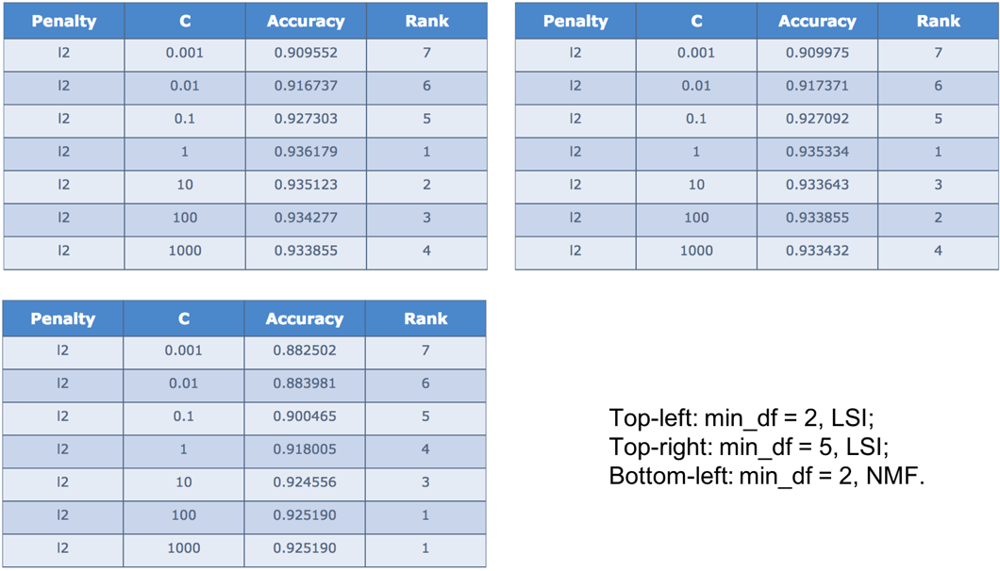 Penalty C Accuracy Rank
l2 0.001 0.909552 7
l2 0.01 0.916737 6
l2 0.1 0.927303 5
l2 1 0.936179 1
l2 10 0.935123 2
l2 100 0.934277 3
l2 1000 0.933855 4
Penalty C Accuracy Rank
l2 0.001 0.909975 7
l2 0.01 0.917371 6
l2 0.1 0.927092 5
l2 1 0.935334 1
l2 10 0.933643 3
l2 100 0.933855 2
l2 1000 0.933432 4
Penalty C Accuracy Rank
l2 0.001 0.882502 7
l2 0.01 0.883981 6
l2 0.1 0.900465 5
l2 1 0.918005 4
l2 10 0.924556 3
l2 100 0.925190 1
l2 1000 0.925190 1
Top-left: min_df = 2, LSI;
Top-right: min_df = 5, LSI;
Bottom-left: min_df = 2, NMF.